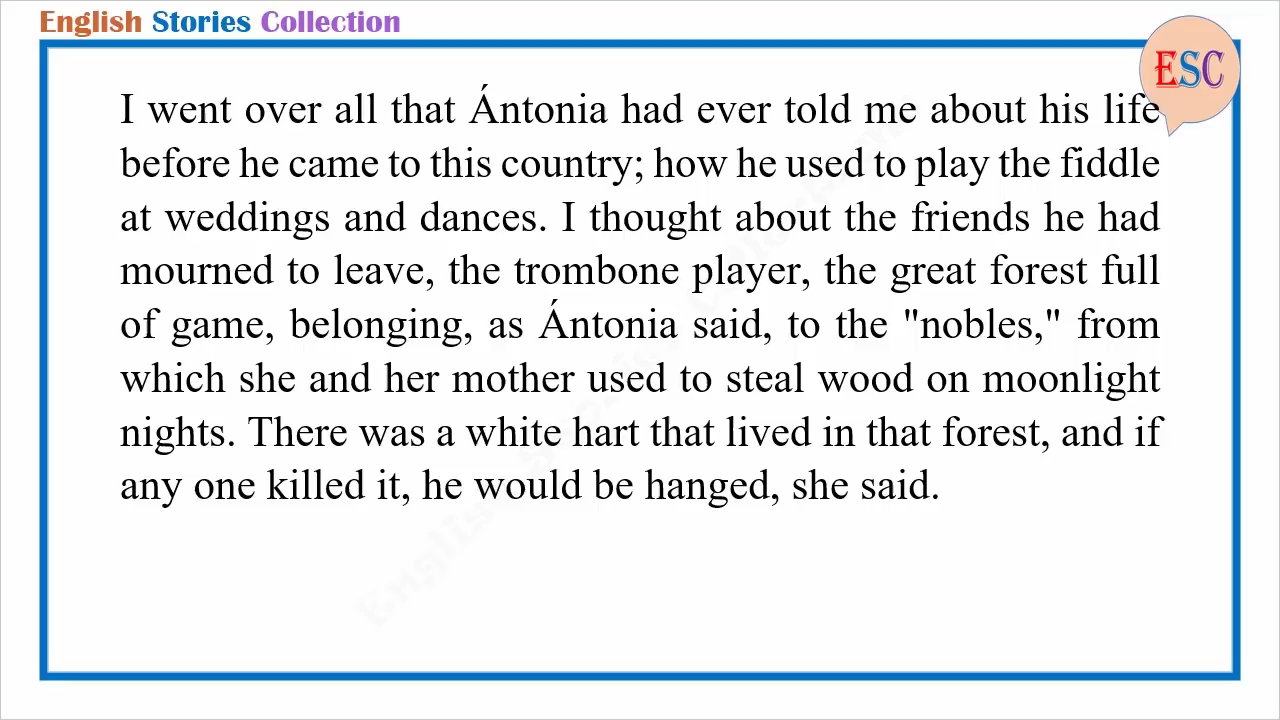 English Stories Collection
ESC
I went over all that Ántonia had ever told me about his life
before he came to this country; how he used to play the fiddle
at weddings and dances. I thought about the friends he had
mourned to leave, the trombone player, the great forest full
of game, belonging, as Ántonia said, to the "nobles," from
which she and her mother used to steal wood on moonlight
nights. There was a white hart that lived in that forest, and if
any one killed it, he would be hanged, she said.
English Stories Collection